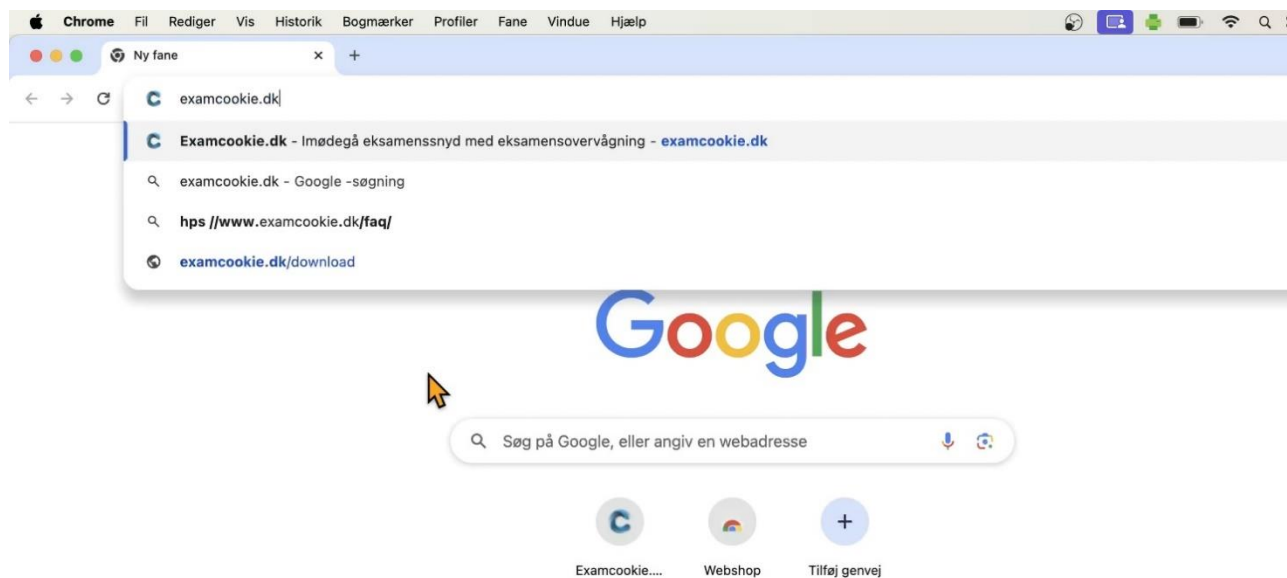 Chrome Fil Rediger Vis Historik Bogmærker Profiler Fane Vindue Hjælp
Ny fane
examcookie.dk
Examcookie.dk - Imødegå eksamenssnyd med eksamensovervågning - examcookie.dk
examcookie.dk - Google -søgning
hps //www.examcookie.dk/faq/
examcookie.dk/download
Google
Søg på Google, eller angiv en webadresse
Examcookie.... Webshop Tilføj genvej